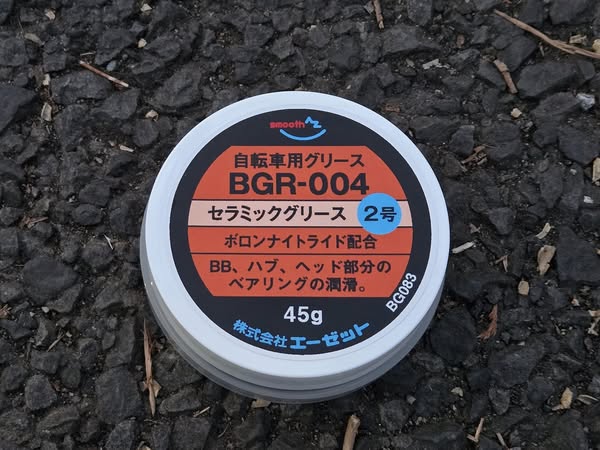 smooth AZ
自転車用グリース
BGR-004
セラミックグリース 2号
ボロンナイトライド配合
BB、ハブ、ヘッド部分の
ベアリングの潤滑。
45g
BG083
株式会社エーゼット